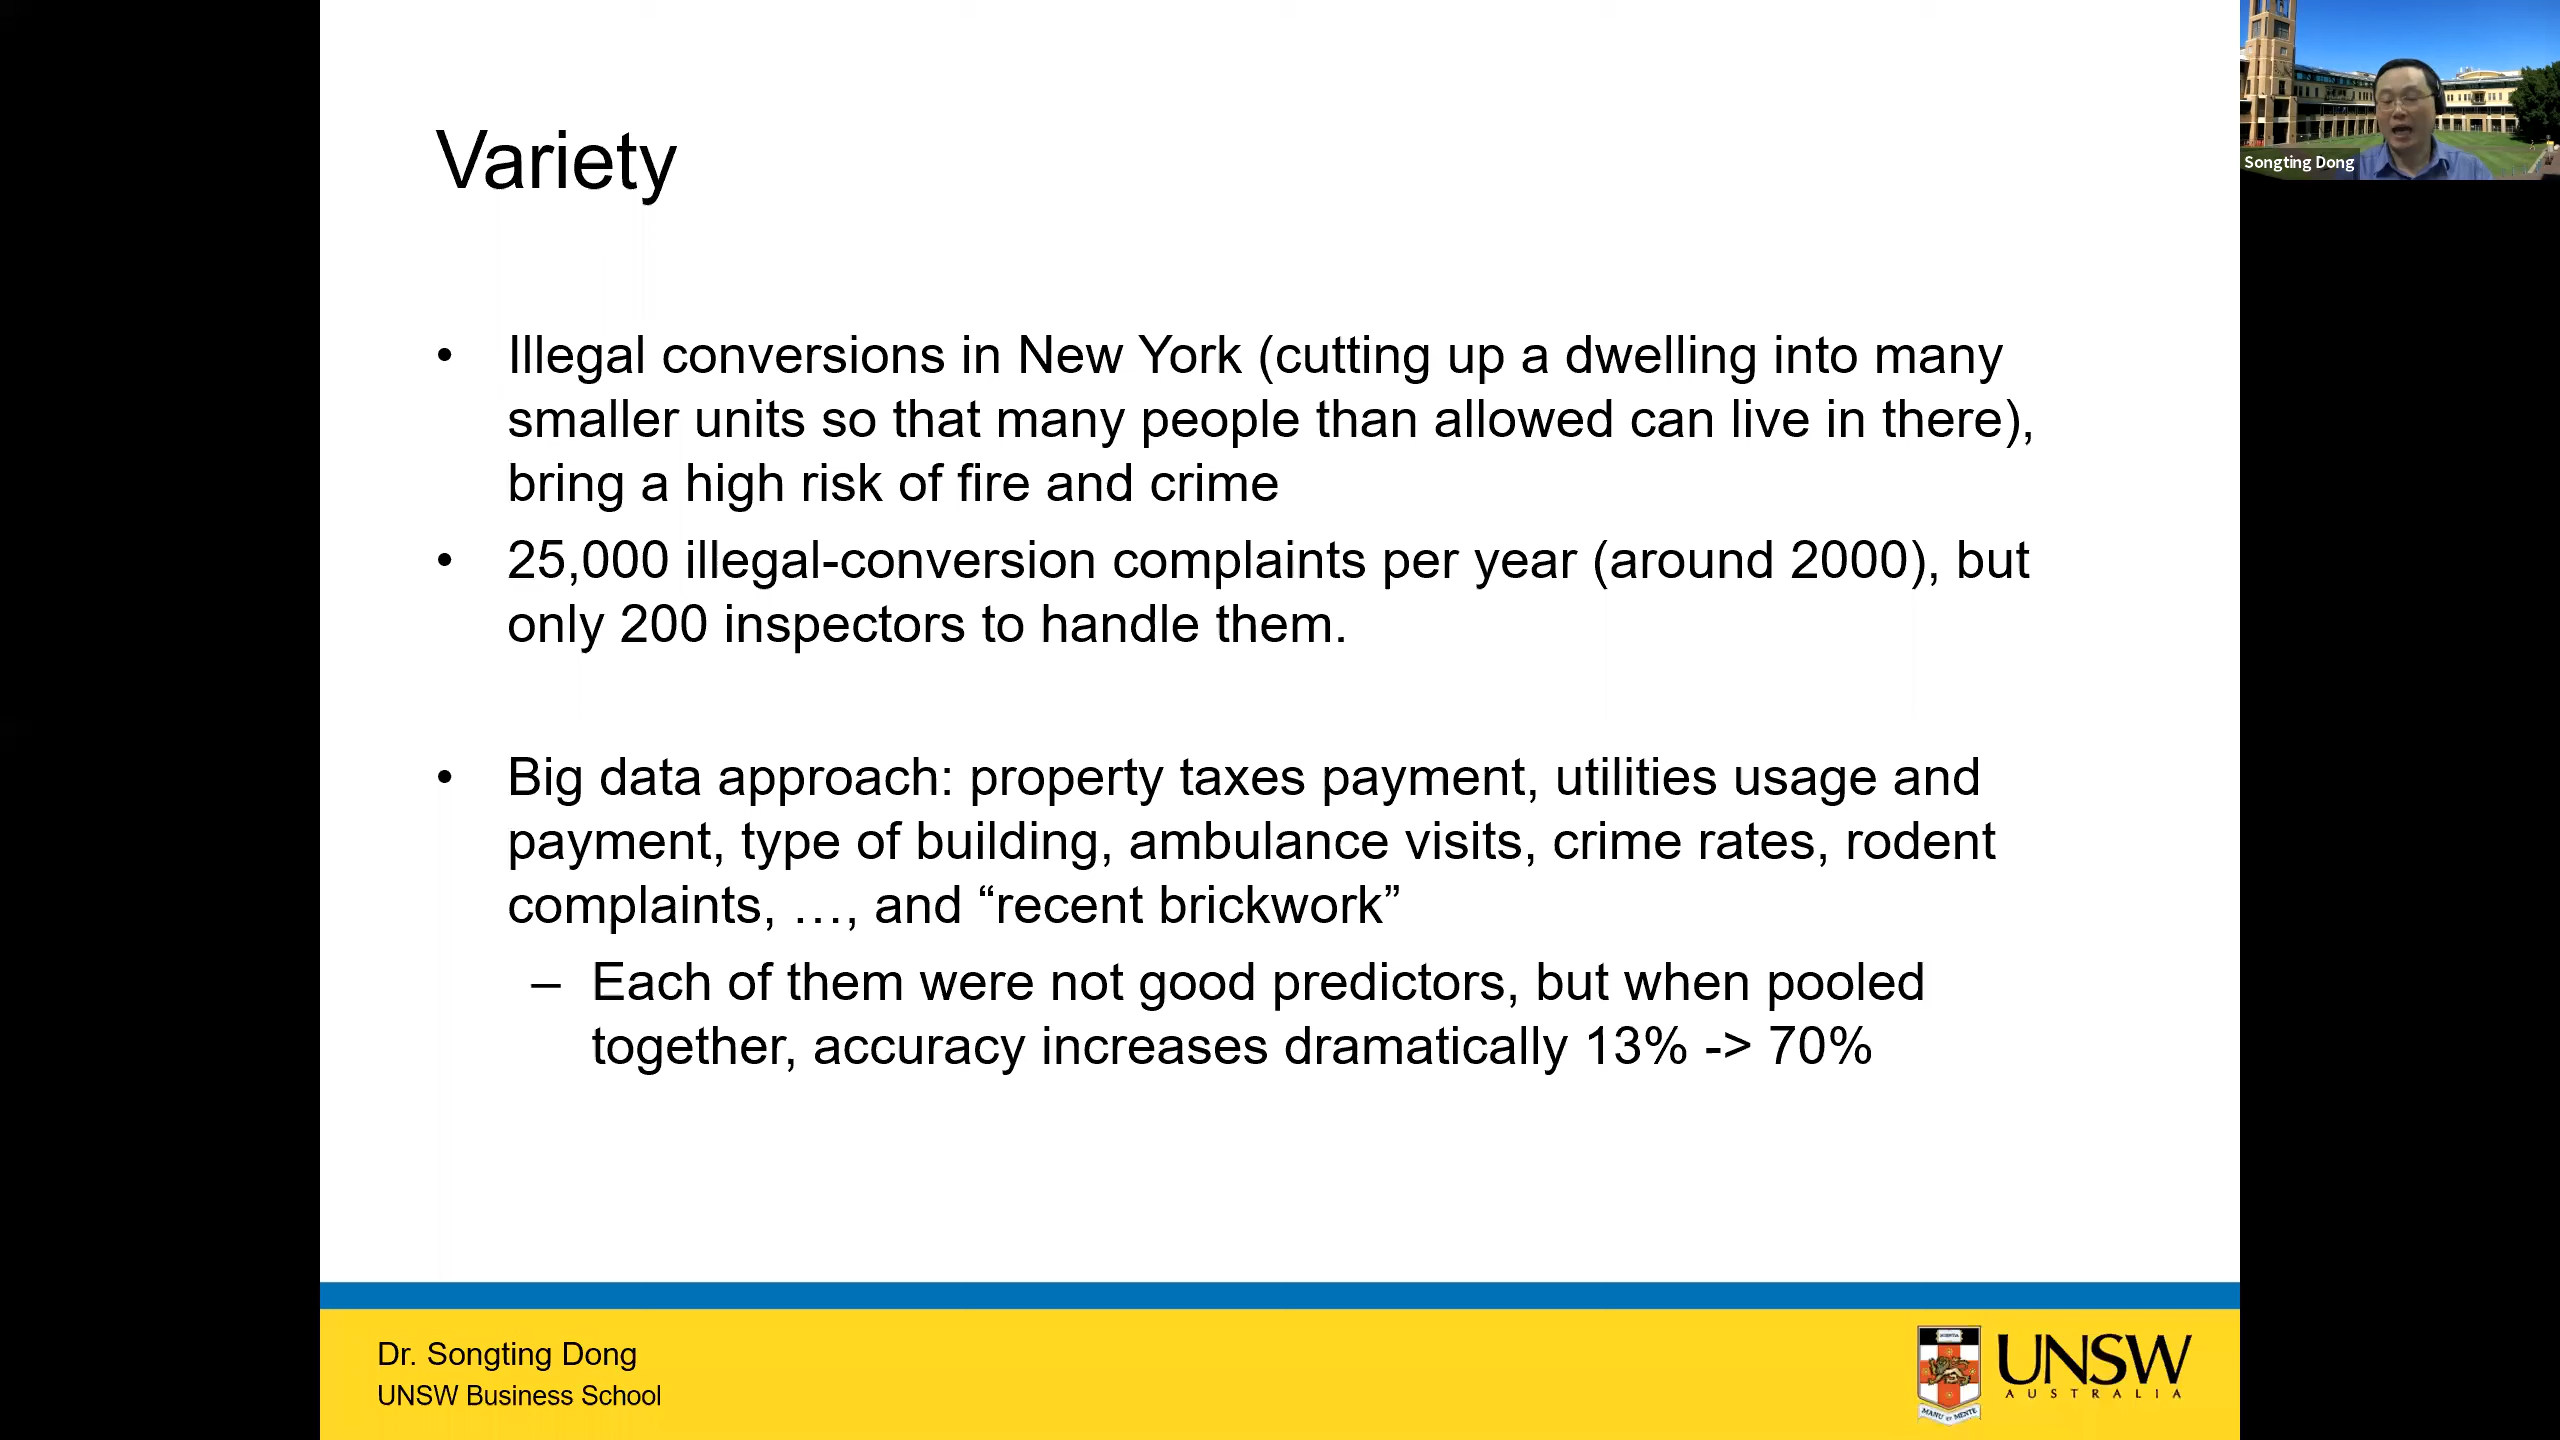 Variety
Songting Dong
• Illegal conversions in New York (cutting up a dwelling into many
smaller units so that many people than allowed can live in there),
bring a high risk of fire and crime
• 25,000 illegal-conversion complaints per year (around 2000), but
only 200 inspectors to handle them.
• Big data approach: property taxes payment, utilities usage and
payment, type of building, ambulance visits, crime rates, rodent
complaints, …, and “recent brickwork”
– Each of them were not good predictors, but when pooled
together, accuracy increases dramatically 13% -> 70%
Dr. Songting Dong
UNSW Business School
UNSW
AUSTRALIA
MANU ET MENTE